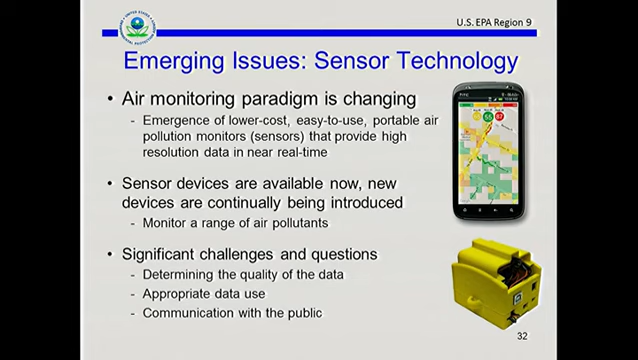 U.S. EPA Region 9
Emerging Issues: Sensor Technology
• Air monitoring paradigm is changing
- Emergence of lower-cost, easy-to-use, portable air
pollution monitors (sensors) that provide high
resolution data in near real-time
• Sensor devices are available now, new
devices are continually being introduced
- Monitor a range of air pollutants
• Significant challenges and questions
- Determining the quality of the data
- Appropriate data use
- Communication with the public
32